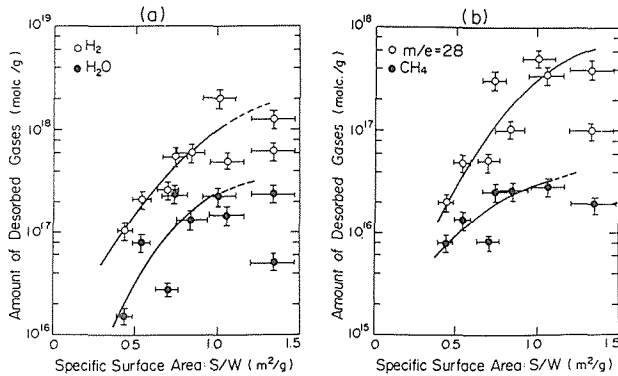 (a)
(b)
10¹⁹
10¹⁸
10¹⁷
10¹⁶
Amount of Desorbed Gases (molc./g)
H₂
H₂O
0
0.5
1.0
1.5
Specific Surface Area: S/W (m²/g)
10¹⁸
10¹⁷
10¹⁶
10¹⁵
Amount of Desorbed Gases (molc./g)
m/e=28
CH₄
0
0.5
1.0
1.5
Specific Surface Area: S/W (m²/g)